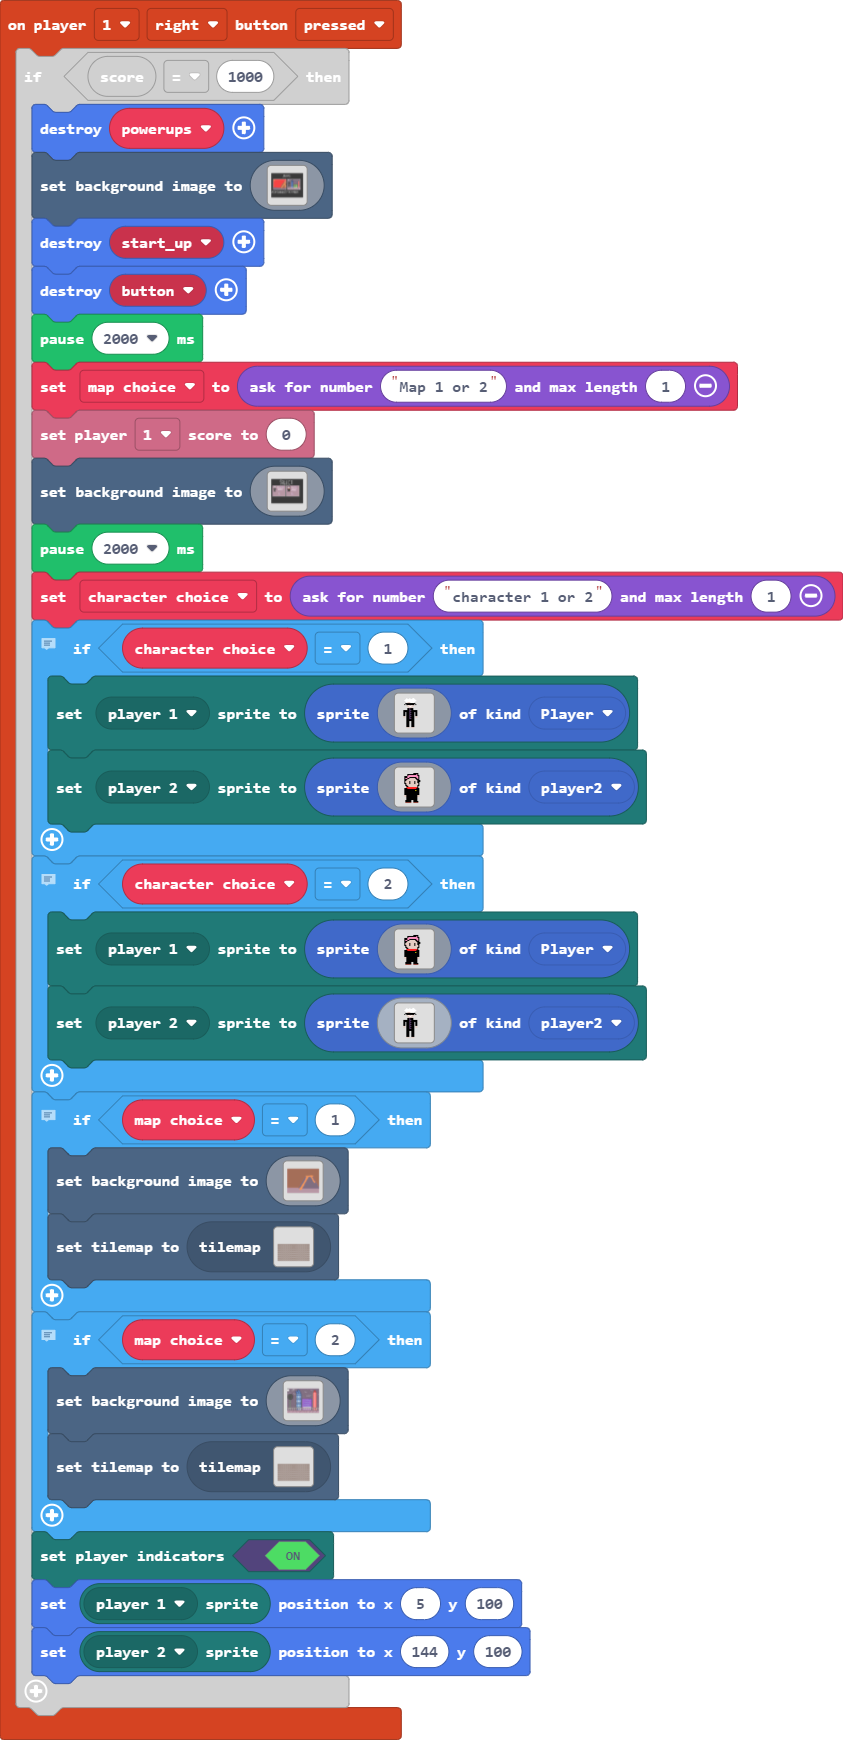 on player 1 right button pressed
if score = 1000 then
destroy powerups
set background image to
destroy start_up
destroy button
pause 2000 ms
set map choice to ask for number "Map 1 or 2" and max length 1
set player 1 score to 0
set background image to
pause 2000 ms
set character choice to ask for number "character 1 or 2" and max length 1
if character choice = 1 then
set player 1 sprite to sprite of kind Player
set player 2 sprite to sprite of kind player2
if character choice = 2 then
set player 1 sprite to sprite of kind Player
set player 2 sprite to sprite of kind player2
if map choice = 1 then
set background image to
set tilemap to tilemap
if map choice = 2 then
set background image to
set tilemap to tilemap
set player indicators ON
set player 1 sprite position to x 5 y 100
set player 2 sprite position to x 144 y 100